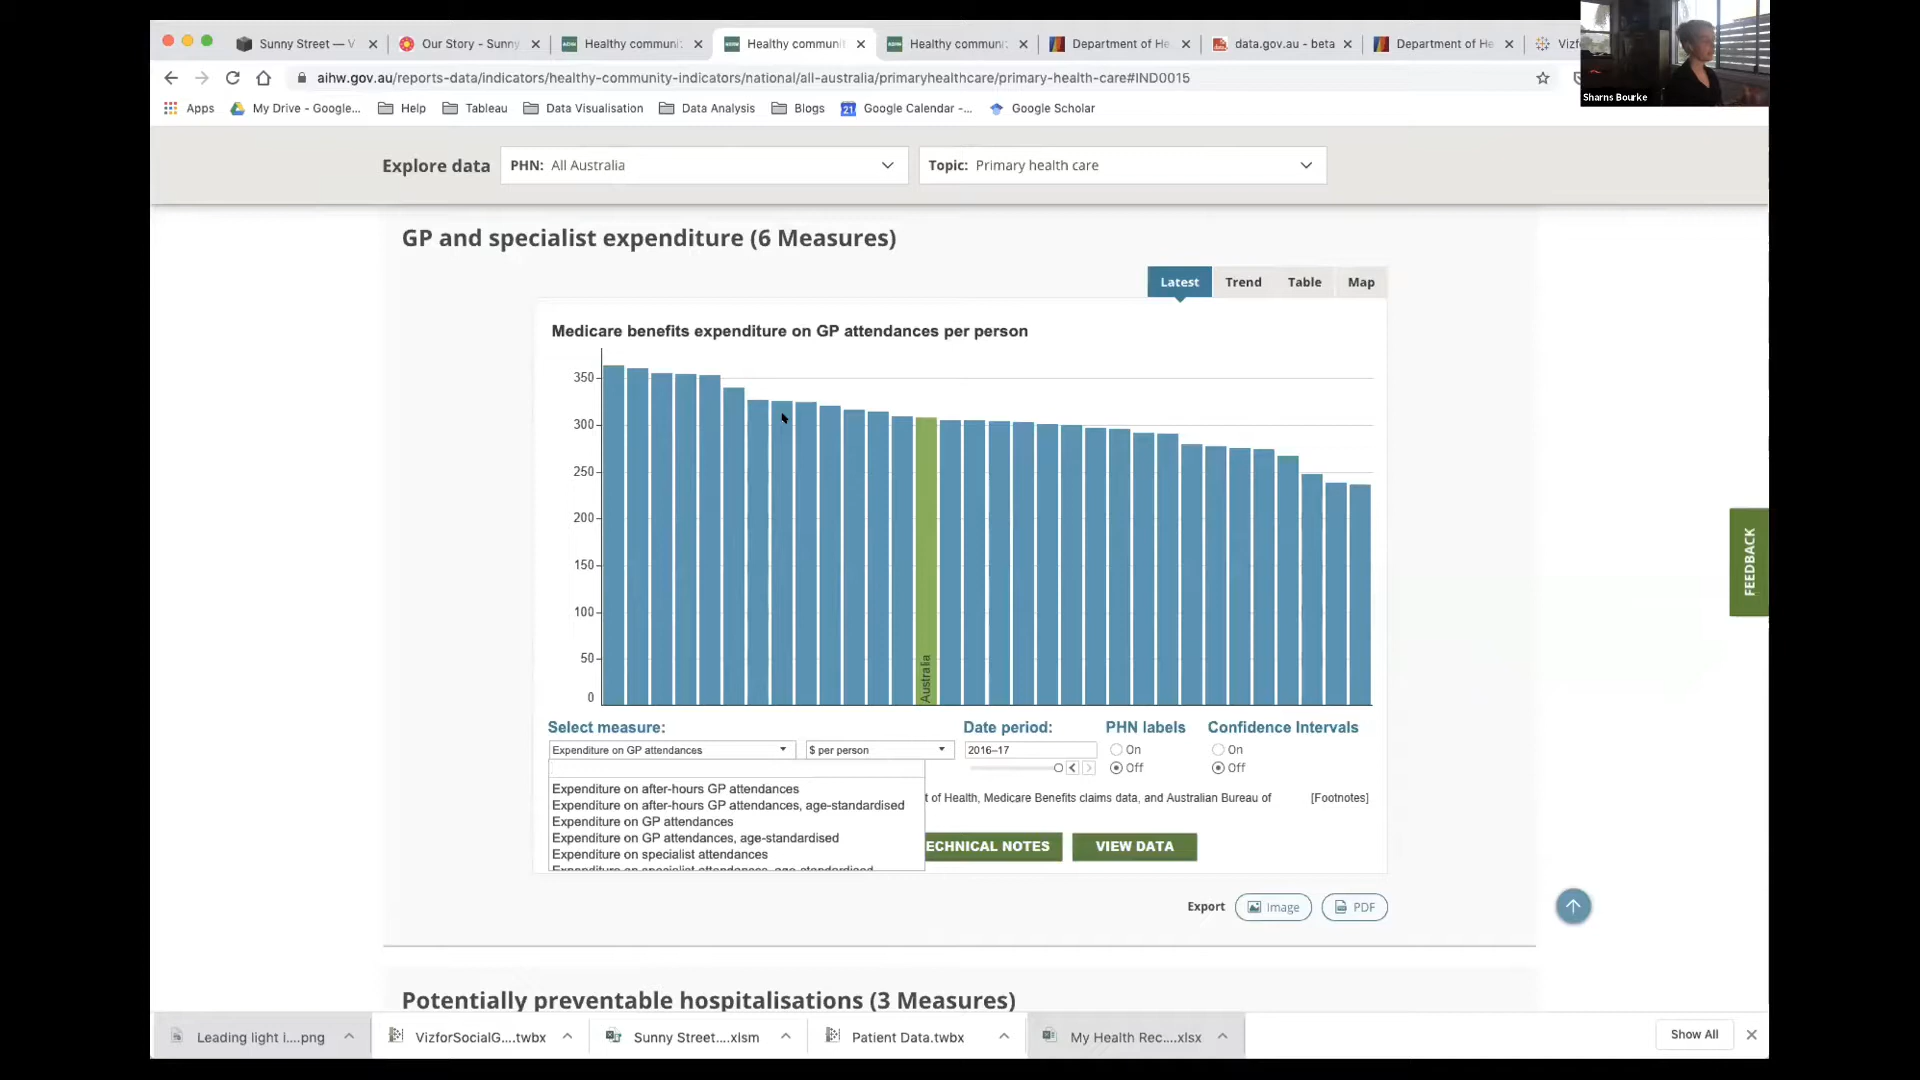 Sunny Street — V
Our Story - Sunny
Healthy communi
Healthy communit
Healthy communi
Department of He
data.gov.au - beta
Department of He
Vizf
aihw.gov.au/reports-data/indicators/healthy-community-indicators/national/all-australia/primaryhealthcare/primary-health-care#IND0015
Sharns Bourke
Apps
My Drive - Google...
Help
Tableau
Data Visualisation
Data Analysis
Blogs
21
Google Calendar -...
Google Scholar
Explore data
PHN: All Australia
Topic: Primary health care
GP and specialist expenditure (6 Measures)
Latest
Trend
Table
Map
Medicare benefits expenditure on GP attendances per person
350
300
250
200
150
100
50
0
Australia
FEEDBACK
Select measure:
Date period:
PHN labels
Confidence Intervals
Expenditure on GP attendances
$ per person
2016–17
On
On
Off
Off
Expenditure on after-hours GP attendances
Expenditure on after-hours GP attendances, age-standardised
Expenditure on GP attendances
Expenditure on GP attendances, age-standardised
Expenditure on specialist attendances
Expenditure on specialist attendances, age-standardised
t of Health, Medicare Benefits claims data, and Australian Bureau of
[Footnotes]
ECHNICAL NOTES
VIEW DATA
Export
Image
PDF
Potentially preventable hospitalisations (3 Measures)
Leading light i....png
VizforSocialG....twbx
Sunny Street....xlsm
Patient Data.twbx
My Health Rec....xlsx
Show All